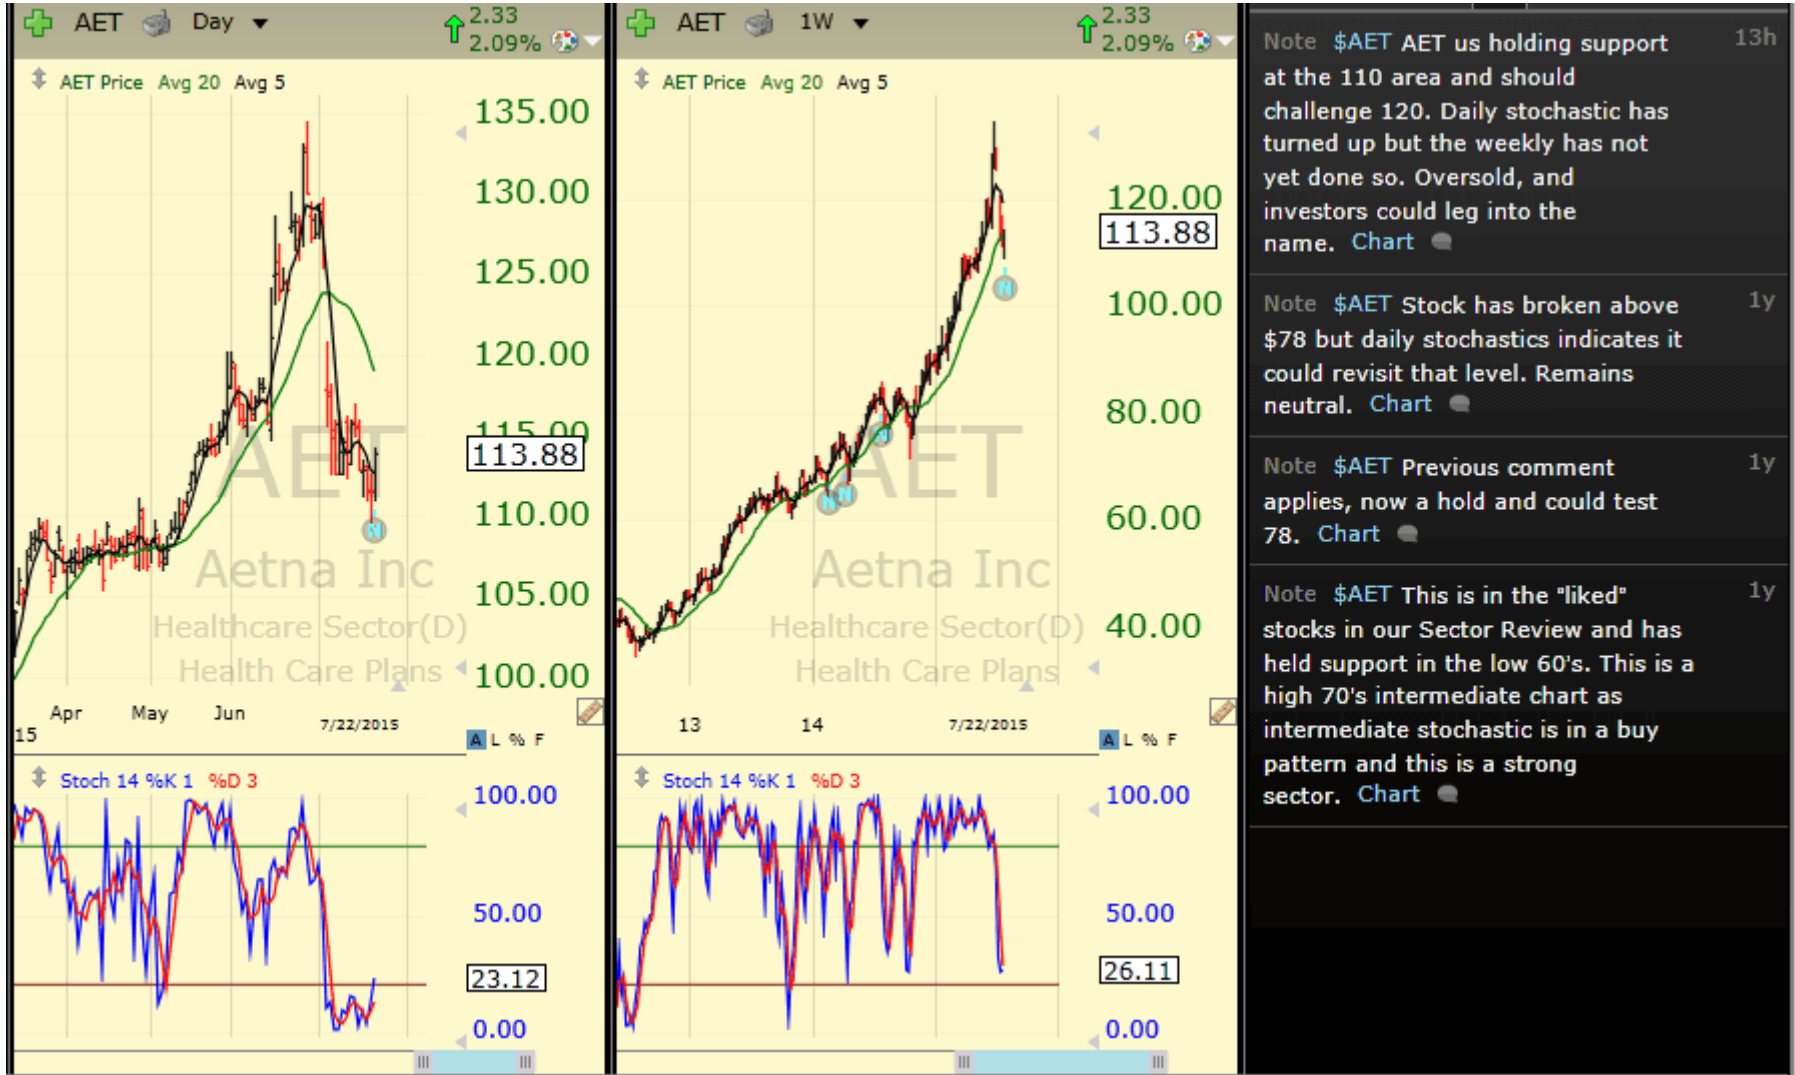 AET Day 2.33
2.09%
AET Price Avg 20 Avg 5
135.00
130.00
125.00
120.00
115.00
113.88
110.00
105.00
100.00
AET
Aetna Inc
Healthcare Sector(D)
Health Care Plans
Apr May Jun 7/22/2015
15
A L % F
Stoch 14 %K 1 %D 3
100.00
50.00
23.12
0.00
N
AET 1W 2.33
2.09%
AET Price Avg 20 Avg 5
120.00
113.88
100.00
80.00
60.00
40.00
AET
Aetna Inc
Healthcare Sector(D)
Health Care Plans
13 14 7/22/2015
A L % F
Stoch 14 %K 1 %D 3
100.00
50.00
26.11
0.00
N
N
N
N
Note $AET AET us holding support 13h
at the 110 area and should
challenge 120. Daily stochastic has
turned up but the weekly has not
yet done so. Oversold, and
investors could leg into the
name. Chart
Note $AET Stock has broken above 1y
$78 but daily stochastics indicates it
could revisit that level. Remains
neutral. Chart
Note $AET Previous comment 1y
applies, now a hold and could test
78. Chart
Note $AET This is in the "liked" 1y
stocks in our Sector Review and has
held support in the low 60's. This is a
high 70's intermediate chart as
intermediate stochastic is in a buy
pattern and this is a strong
sector. Chart